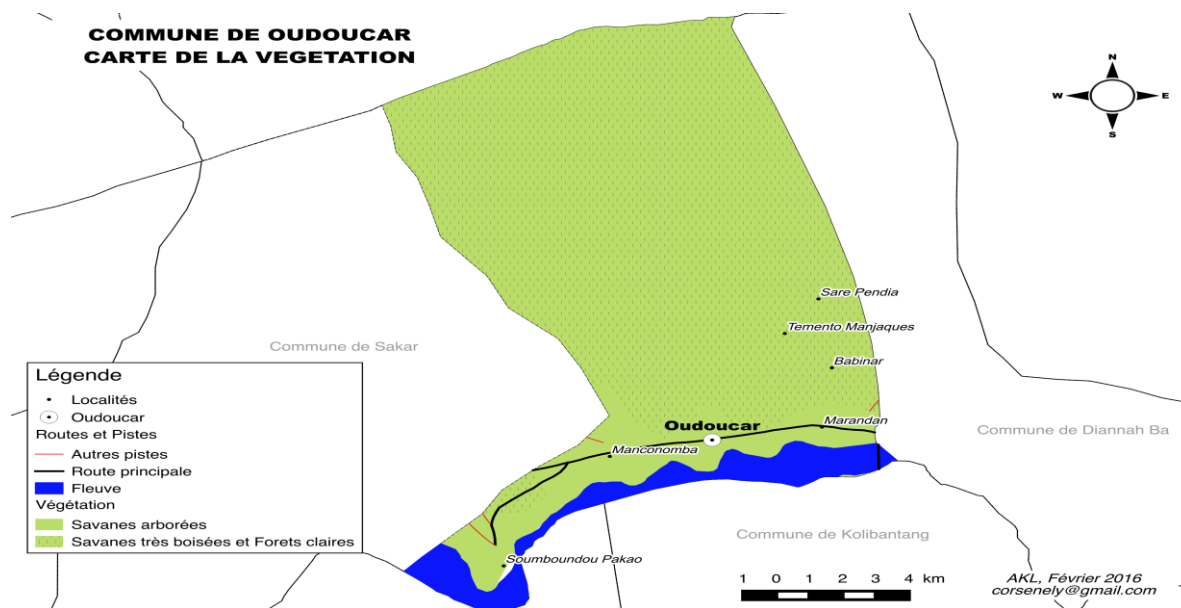 COMMUNE DE OUDOUCAR
CARTE DE LA VEGETATION
N
W
E
S
Sare Pendia
Temento Manjaques
Commune de Sakar
Babinar
Légende
Localités
Oudoucar
Routes et Pistes
Autres pistes
Route principale
Fleuve
Végétation
Savanes arborées
Savanes très boisées et Forets claires
Oudoucar
Marandan
Commune de Diannah Ba
Manconomba
Commune de Kolibantang
Soumboundou Pakao
1 0 1 2 3 4 km
AKL, Février 2016
corsenely@gmail.com